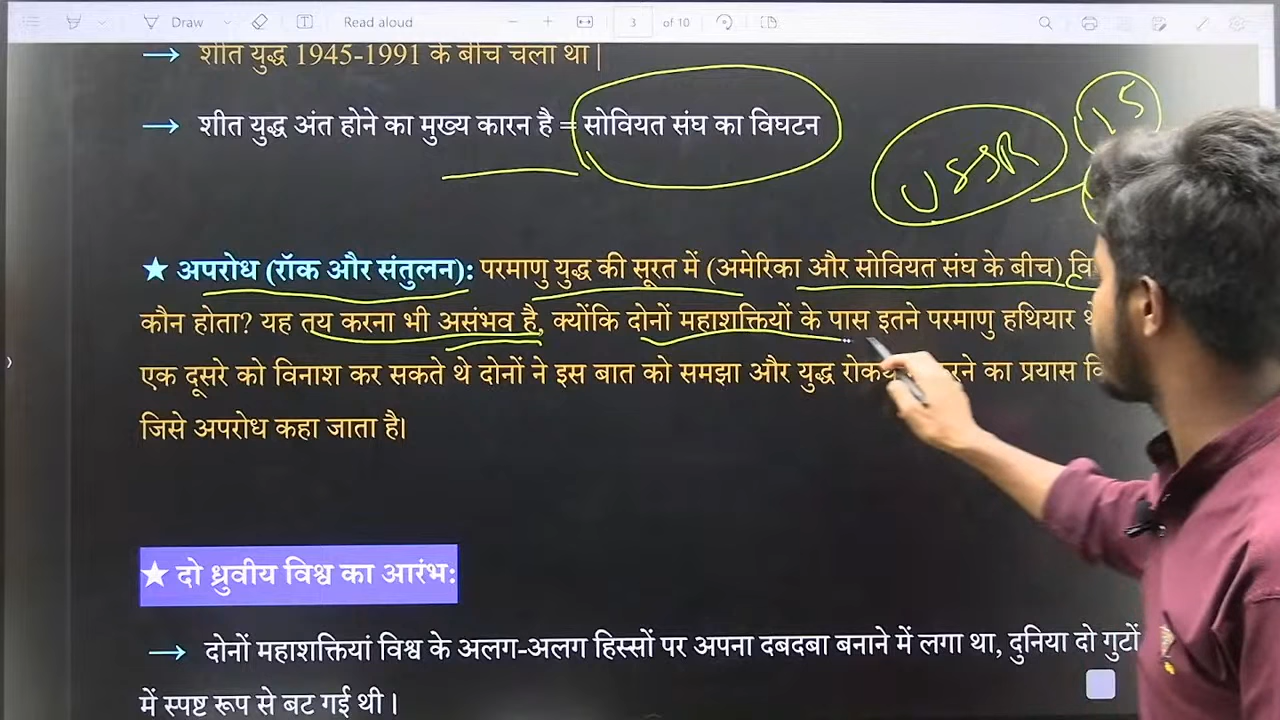 Draw
Read aloud
3 of 10
→ शीत युद्ध 1945-1991 के बीच चला था |
→ शीत युद्ध अंत होने का मुख्य कारन है = सोवियत संघ का विघटन
USSR
15
★ अपरोध (रॉक और संतुलन): परमाणु युद्ध की सूरत में (अमेरिका और सोवियत संघ के बीच)
कौन होता? यह तय करना भी असंभव है, क्योंकि दोनों महाशक्तियों के पास इतने परमाणु हथियार
एक दूसरे को विनाश कर सकते थे दोनों ने इस बात को समझा और युद्ध का प्रयास
जिसे अपरोध कहा जाता है।
★ दो ध्रुवीय विश्व का आरंभ:
→ दोनों महाशक्तियां विश्व के अलग-अलग हिस्सों पर अपना दबदबा बनाने में लगा था, दुनिया दो गुटों
में स्पष्ट रूप से बट गई थी |